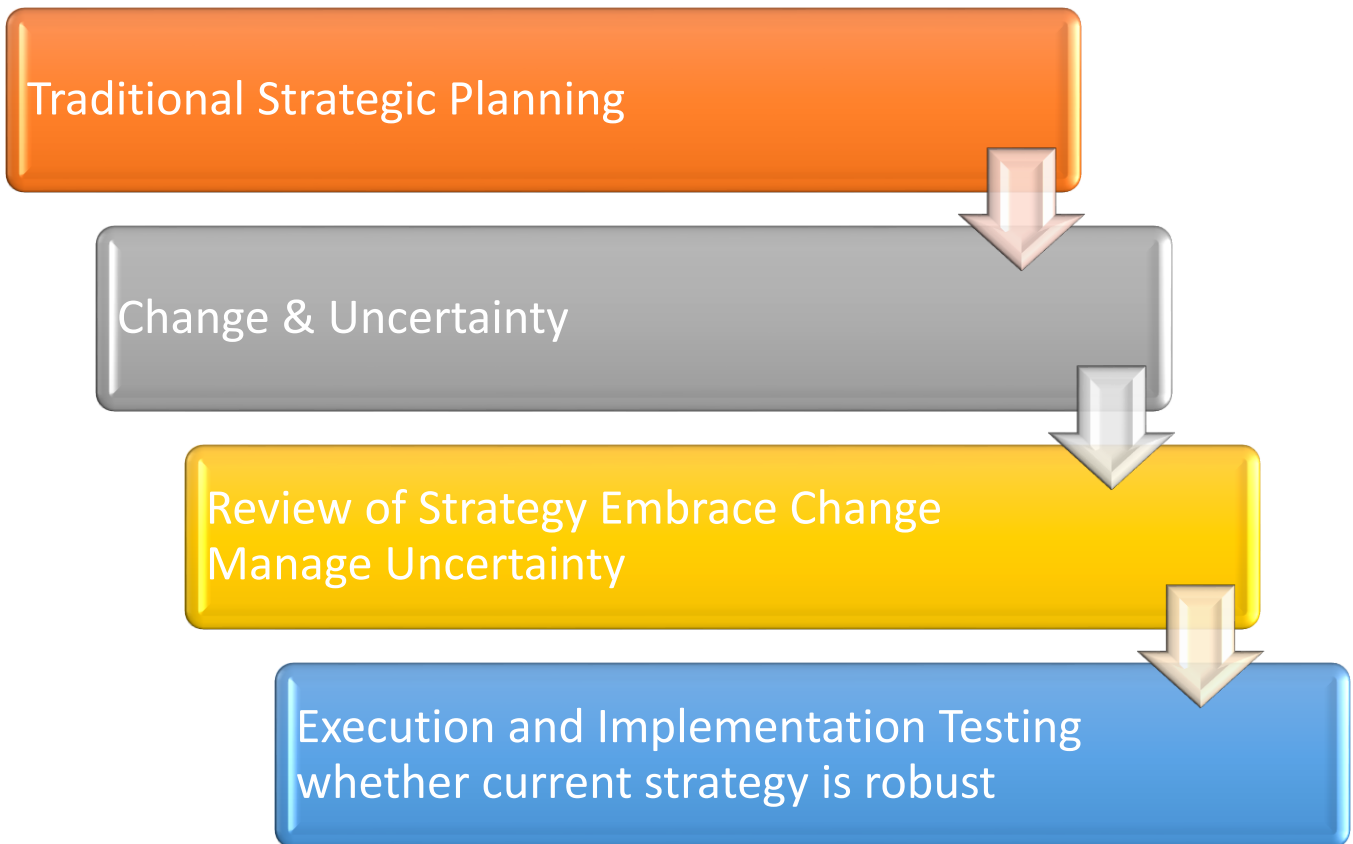 Traditional Strategic Planning
Change & Uncertainty
Review of Strategy Embrace Change
Manage Uncertainty
Execution and Implementation Testing
whether current strategy is robust